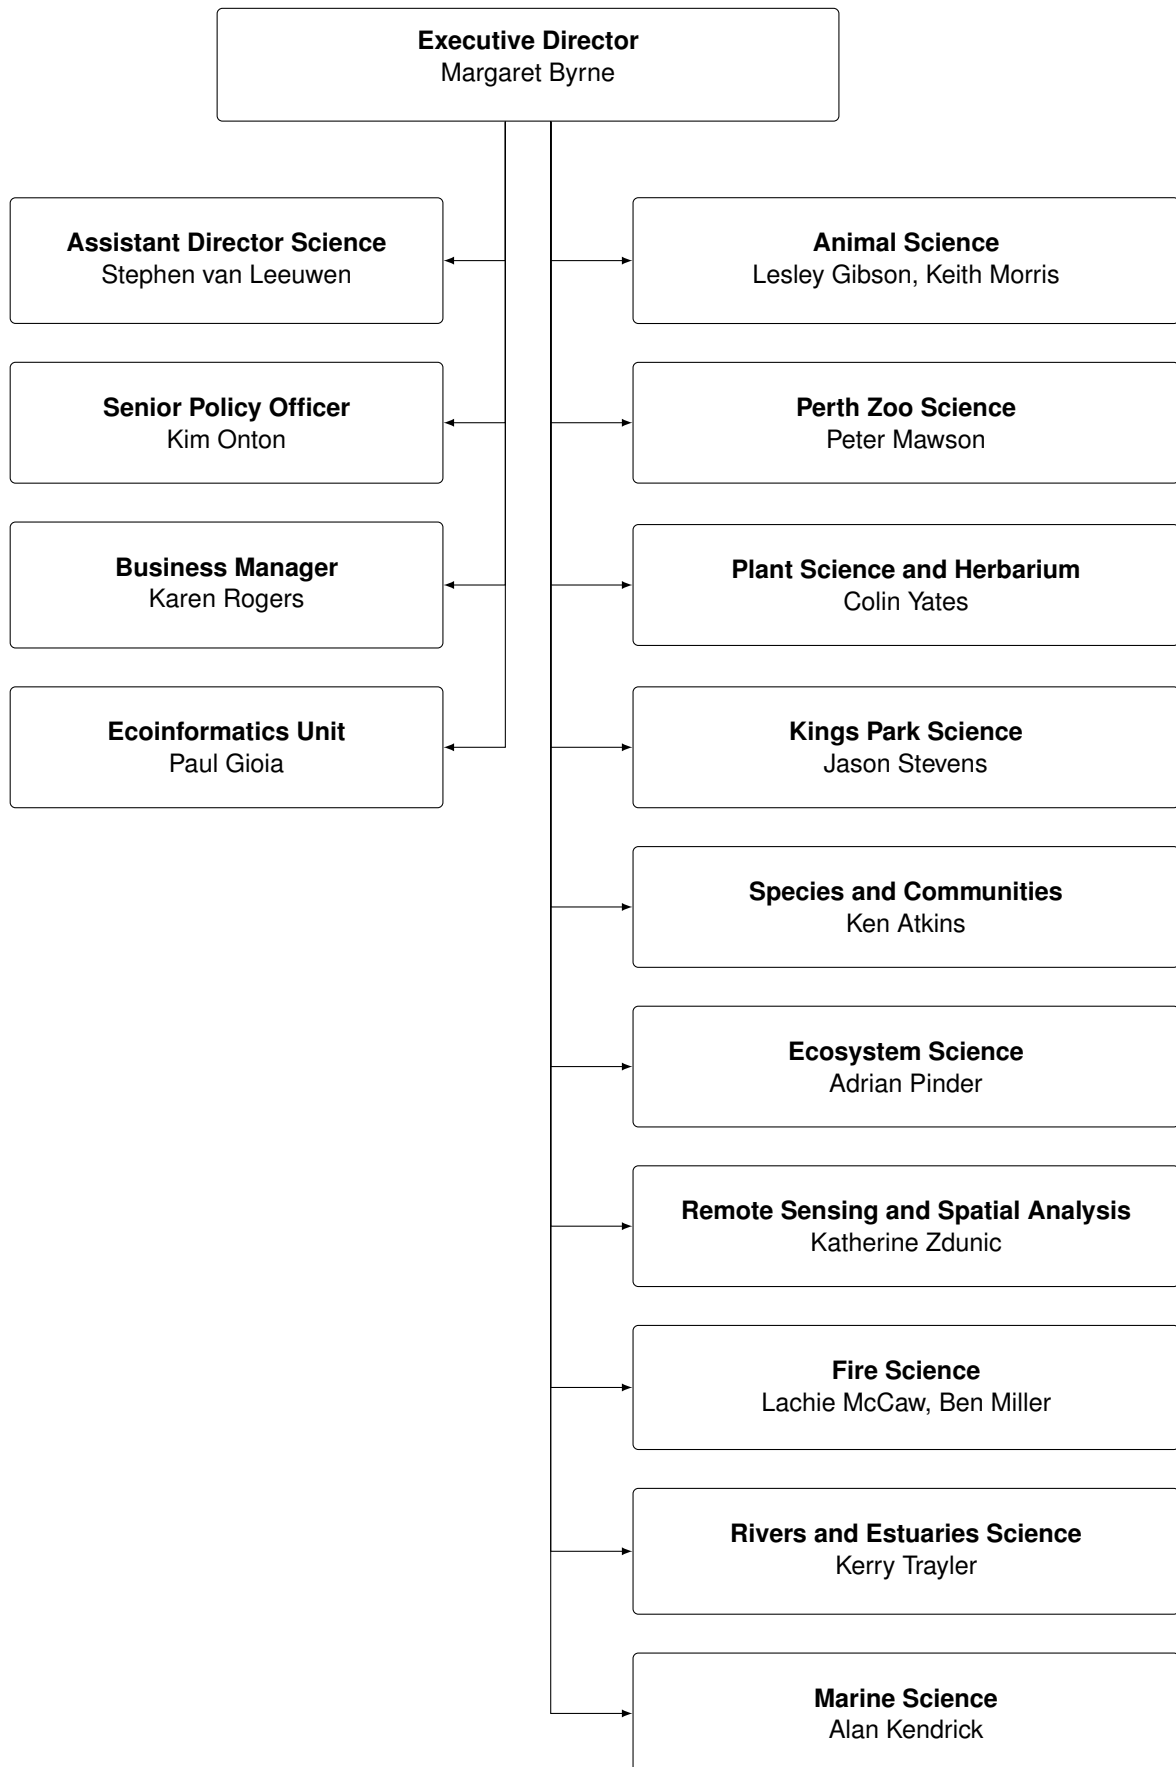 Executive Director
Margaret Byrne
Assistant Director Science
Stephen van Leeuwen
Senior Policy Officer
Kim Onton
Business Manager
Karen Rogers
Ecoinformatics Unit
Paul Gioia
Animal Science
Lesley Gibson, Keith Morris
Perth Zoo Science
Peter Mawson
Plant Science and Herbarium
Colin Yates
Kings Park Science
Jason Stevens
Species and Communities
Ken Atkins
Ecosystem Science
Adrian Pinder
Remote Sensing and Spatial Analysis
Katherine Zdunic
Fire Science
Lachie McCaw, Ben Miller
Rivers and Estuaries Science
Kerry Trayler
Marine Science
Alan Kendrick